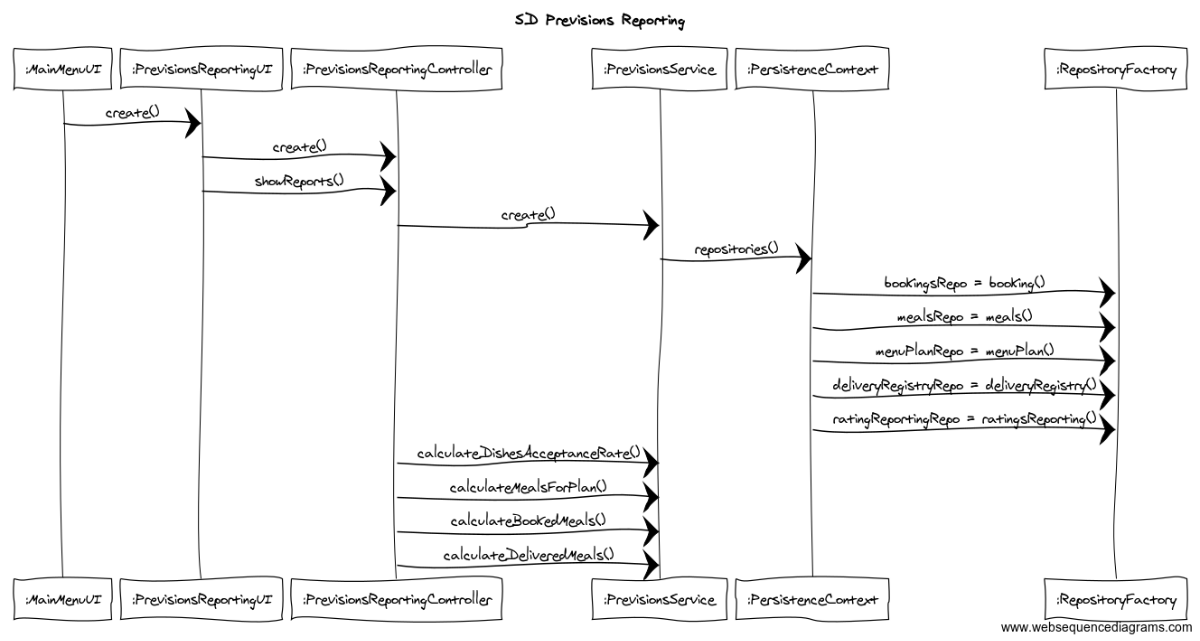 SD Previsions Reporting
:MainMenuUI :PrevisionsReportingUI :PrevisionsReportingController :PrevisionsService :PersistenceContext :RepositoryFactory
create()
create()
showReports()
create()
repositories()
bookingsRepo = booking()
mealsRepo = meals()
menuPlanRepo = menuPlan()
deliveryRegistryRepo = deliveryRegistry()
ratingReportingRepo = ratingsReporting()
calculateDishesAcceptanceRate()
calculateMealsForPlan()
calculateBookedMeals()
calculateDeliveredMeals()
:MainMenuUI :PrevisionsReportingUI :PrevisionsReportingController :PrevisionsService :PersistenceContext :RepositoryFactory
www.websequencediagrams.com